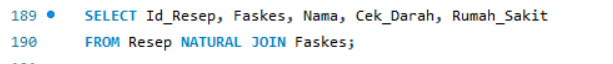 189 SELECT Id_Resep, Faskes, Nama, Cek_Darah, Rumah_Sakit
190 FROM Resep NATURAL JOIN Faskes;